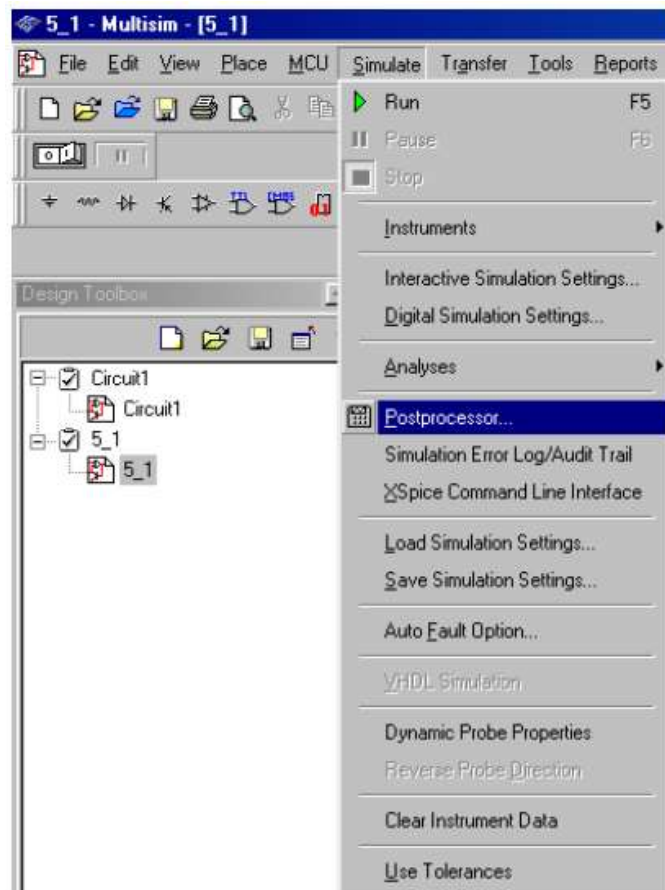 5_1 - Multisim - [5_1]
File Edit View Place MCU Simulate Transfer Tools Reports
Run F5
Pause F6
Stop
TTL CMOS
Instruments
Design Toolbox
Interactive Simulation Settings...
Digital Simulation Settings...
Analyses
Circuit1
Circuit1
5_1
5_1
Postprocessor...
Simulation Error Log/Audit Trail
XSpice Command Line Interface
Load Simulation Settings...
Save Simulation Settings...
Auto Fault Option...
VHDL Simulation
Dynamic Probe Properties
Reverse Probe Direction
Clear Instrument Data
Use Tolerances